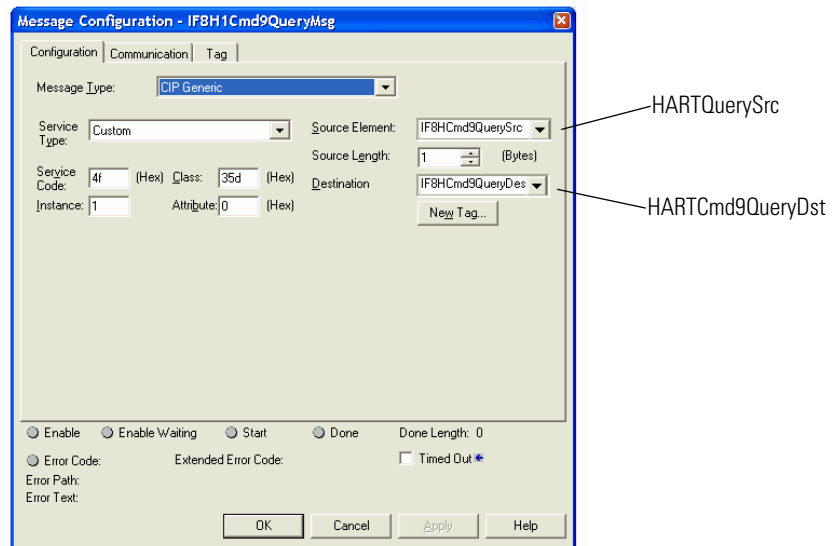 Message Configuration - IF8H1Cmd9QueryMsg
Configuration Communication Tag
Message Type: CIP Generic
Service Type: Custom
Source Element: IF8HCmd9QuerySrc
Source Length: 1 (Bytes)
Service Code: 4f (Hex) Class: 35d (Hex)
Destination IF8HCmd9QueryDes
Instance: 1 Attribute: 0 (Hex)
New Tag...
HARTQuerySrc
HARTCmd9QueryDst
Enable Enable Waiting Start Done Done Length: 0
Error Code: Extended Error Code: Timed Out
Error Path:
Error Text:
OK Cancel Apply Help